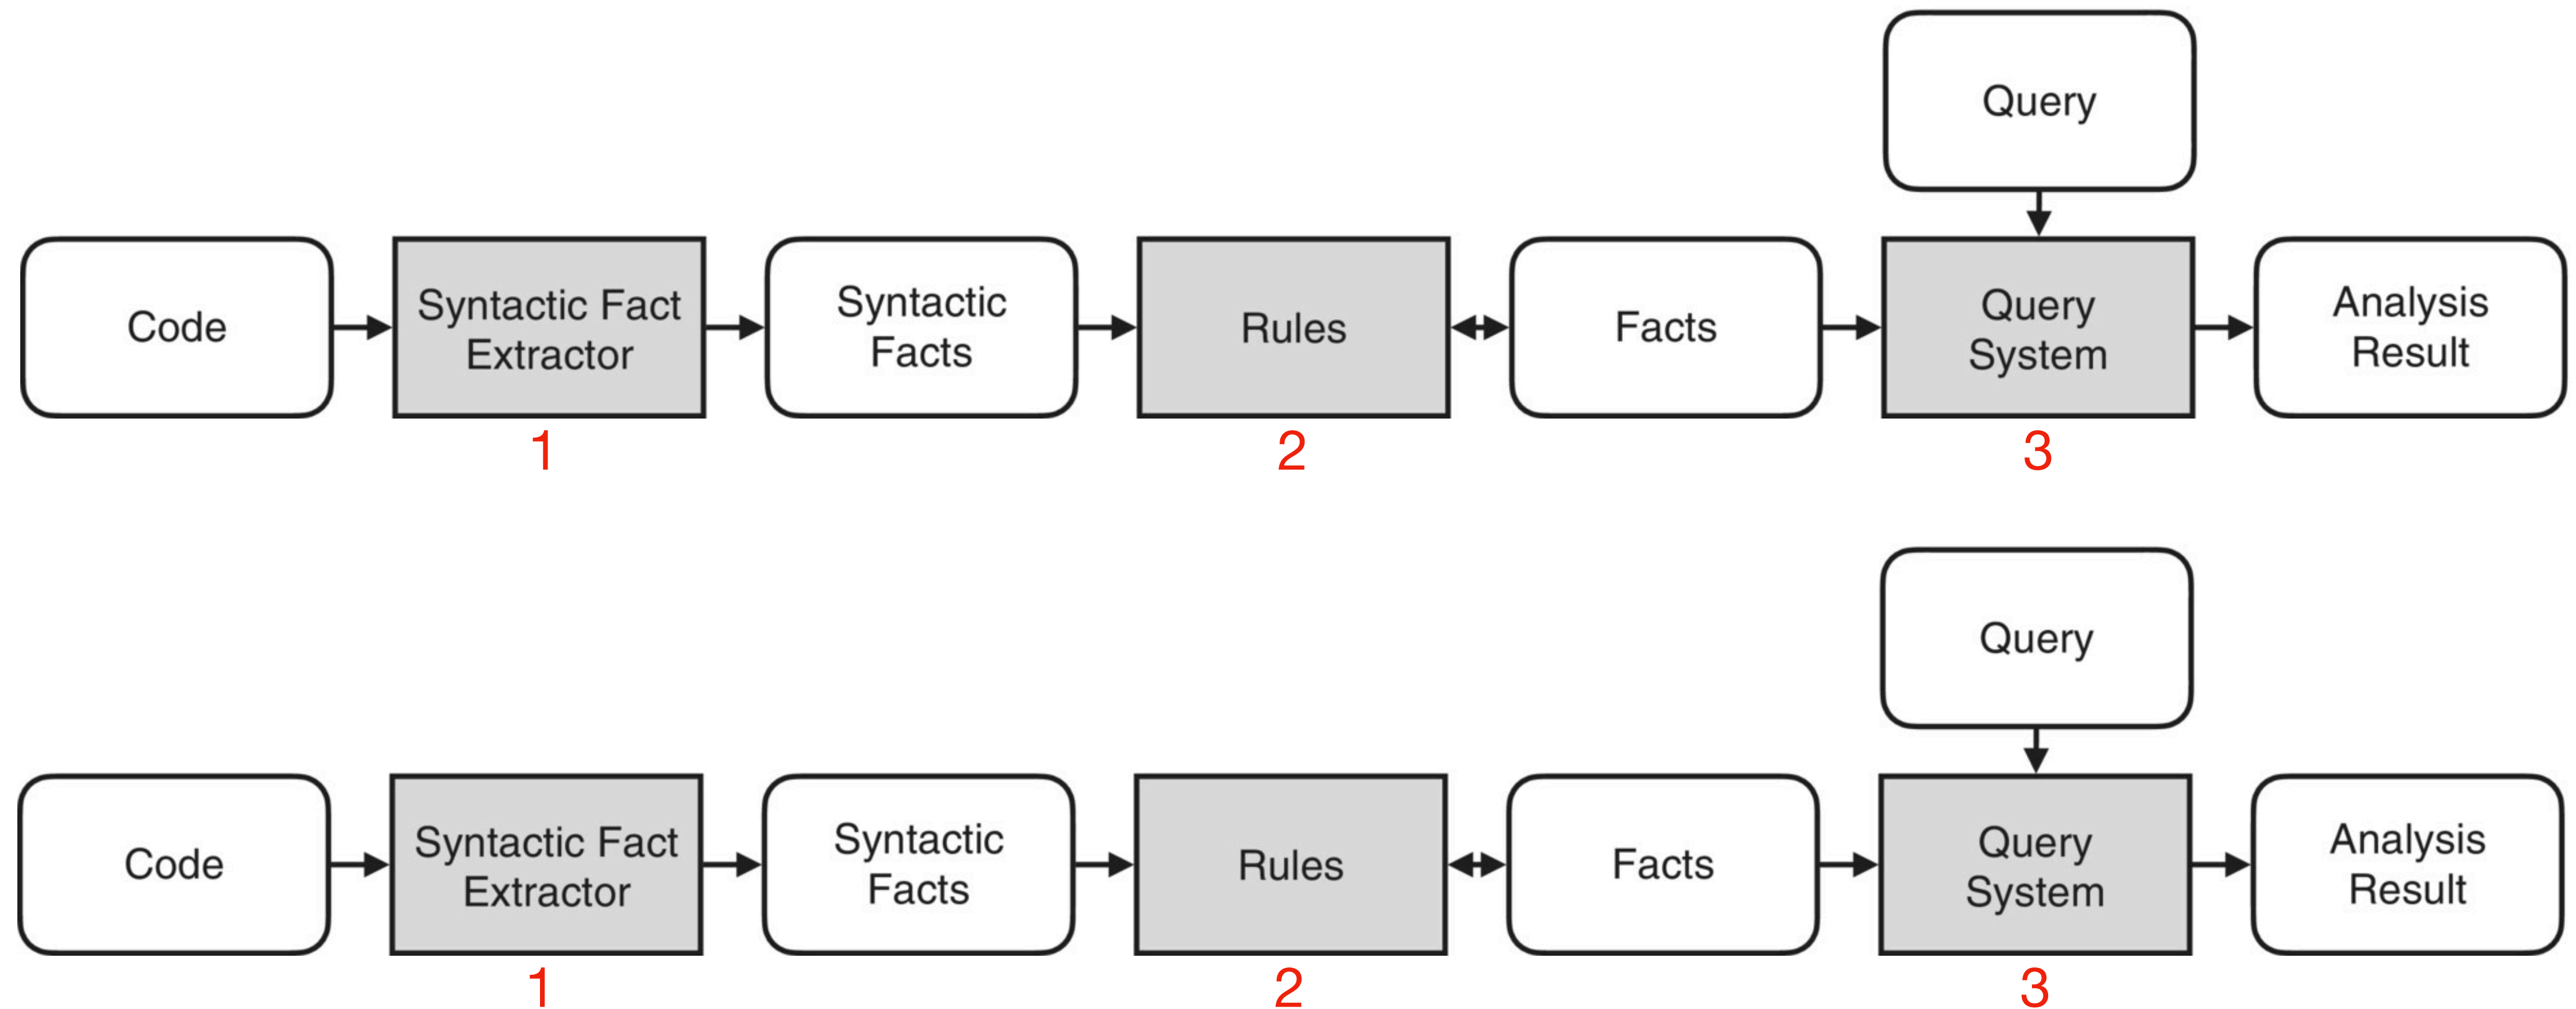 Query
Code
Syntactic Fact
Extractor
Syntactic
Facts
Rules
Facts
Query
System
Analysis
Result
1
2
3
Query
Code
Syntactic Fact
Extractor
Syntactic
Facts
Rules
Facts
Query
System
Analysis
Result
1
2
3